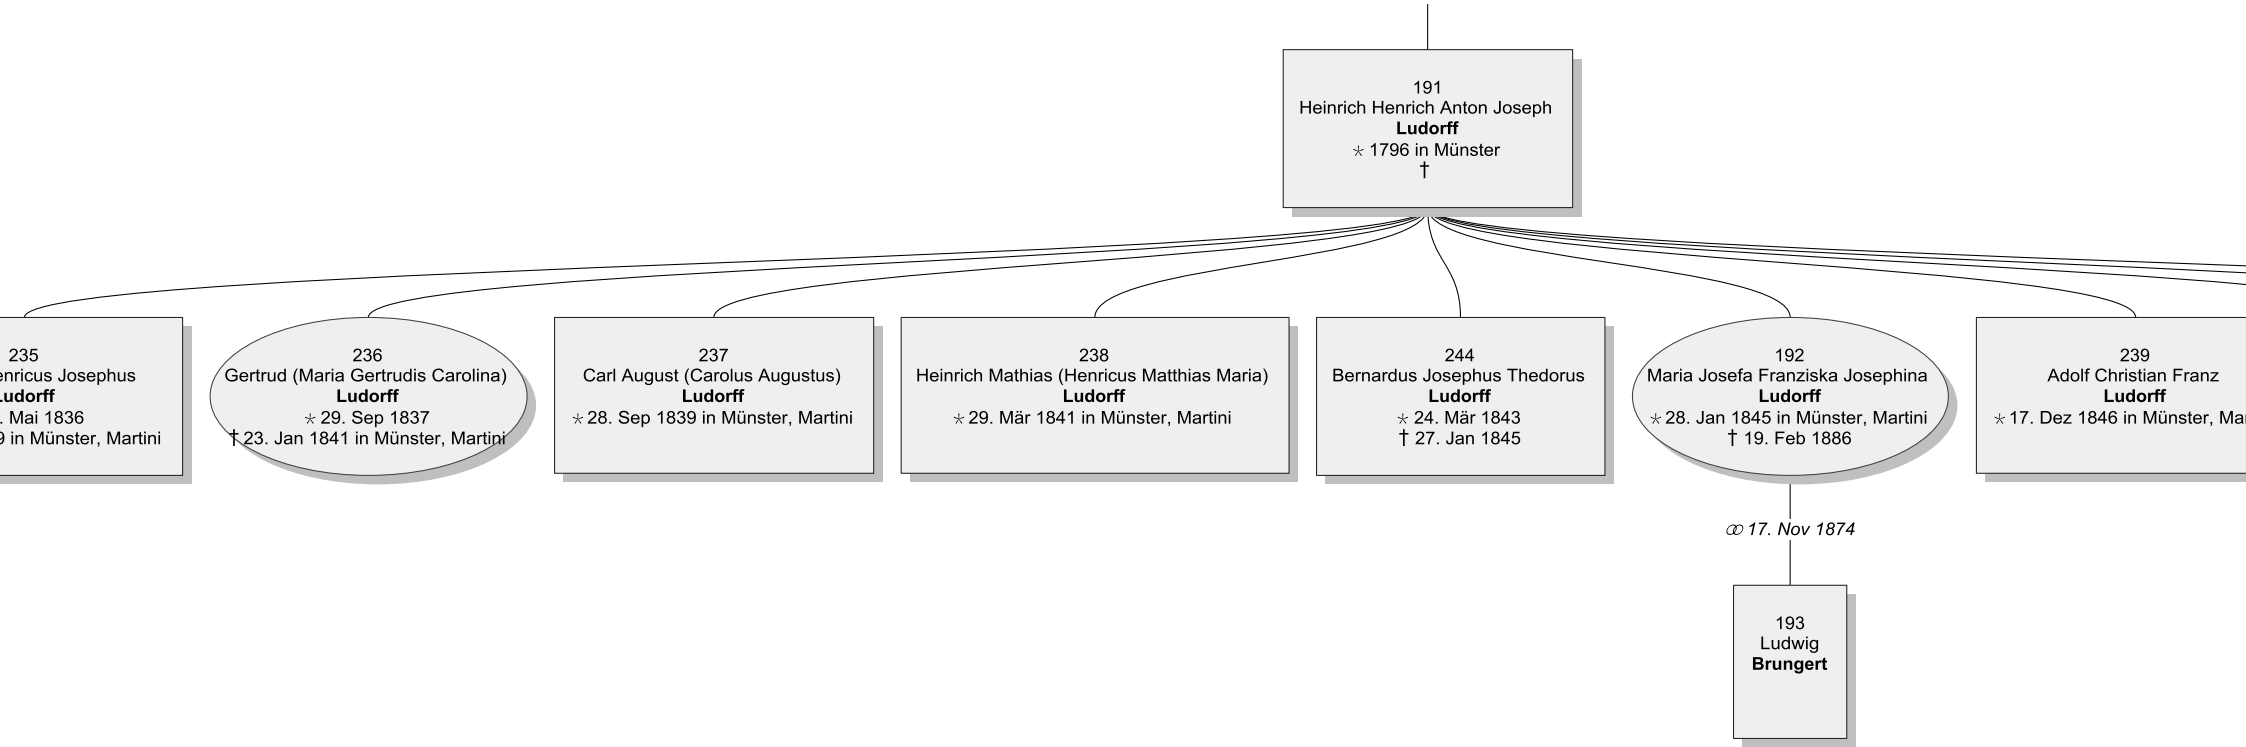 191
Heinrich Henrich Anton Joseph
Ludorff
* 1796 in Münster
†
235
Josephus
Mai 1836
in Münster, Martini
236
Gertrud (Maria Gertrudis Carolina)
Ludorff
* 29. Sep 1837
† 23. Jan 1841 in Münster, Martini
237
Carl August (Carolus Augustus)
Ludorff
* 28. Sep 1839 in Münster, Martini
238
Heinrich Mathias (Henricus Matthias Maria)
Ludorff
* 29. Mär 1841 in Münster, Martini
244
Bernardus Josephus Thedorus
Ludorff
* 24. Mär 1843
† 27. Jan 1845
192
Maria Josefa Franziska Josephina
Ludorff
* 28. Jan 1845 in Münster, Martini
† 19. Feb 1886
239
Adolf Christian Franz
Ludorff
* 17. Dez 1846 in Münster,
⚭ 17. Nov 1874
193
Ludwig
Brungert